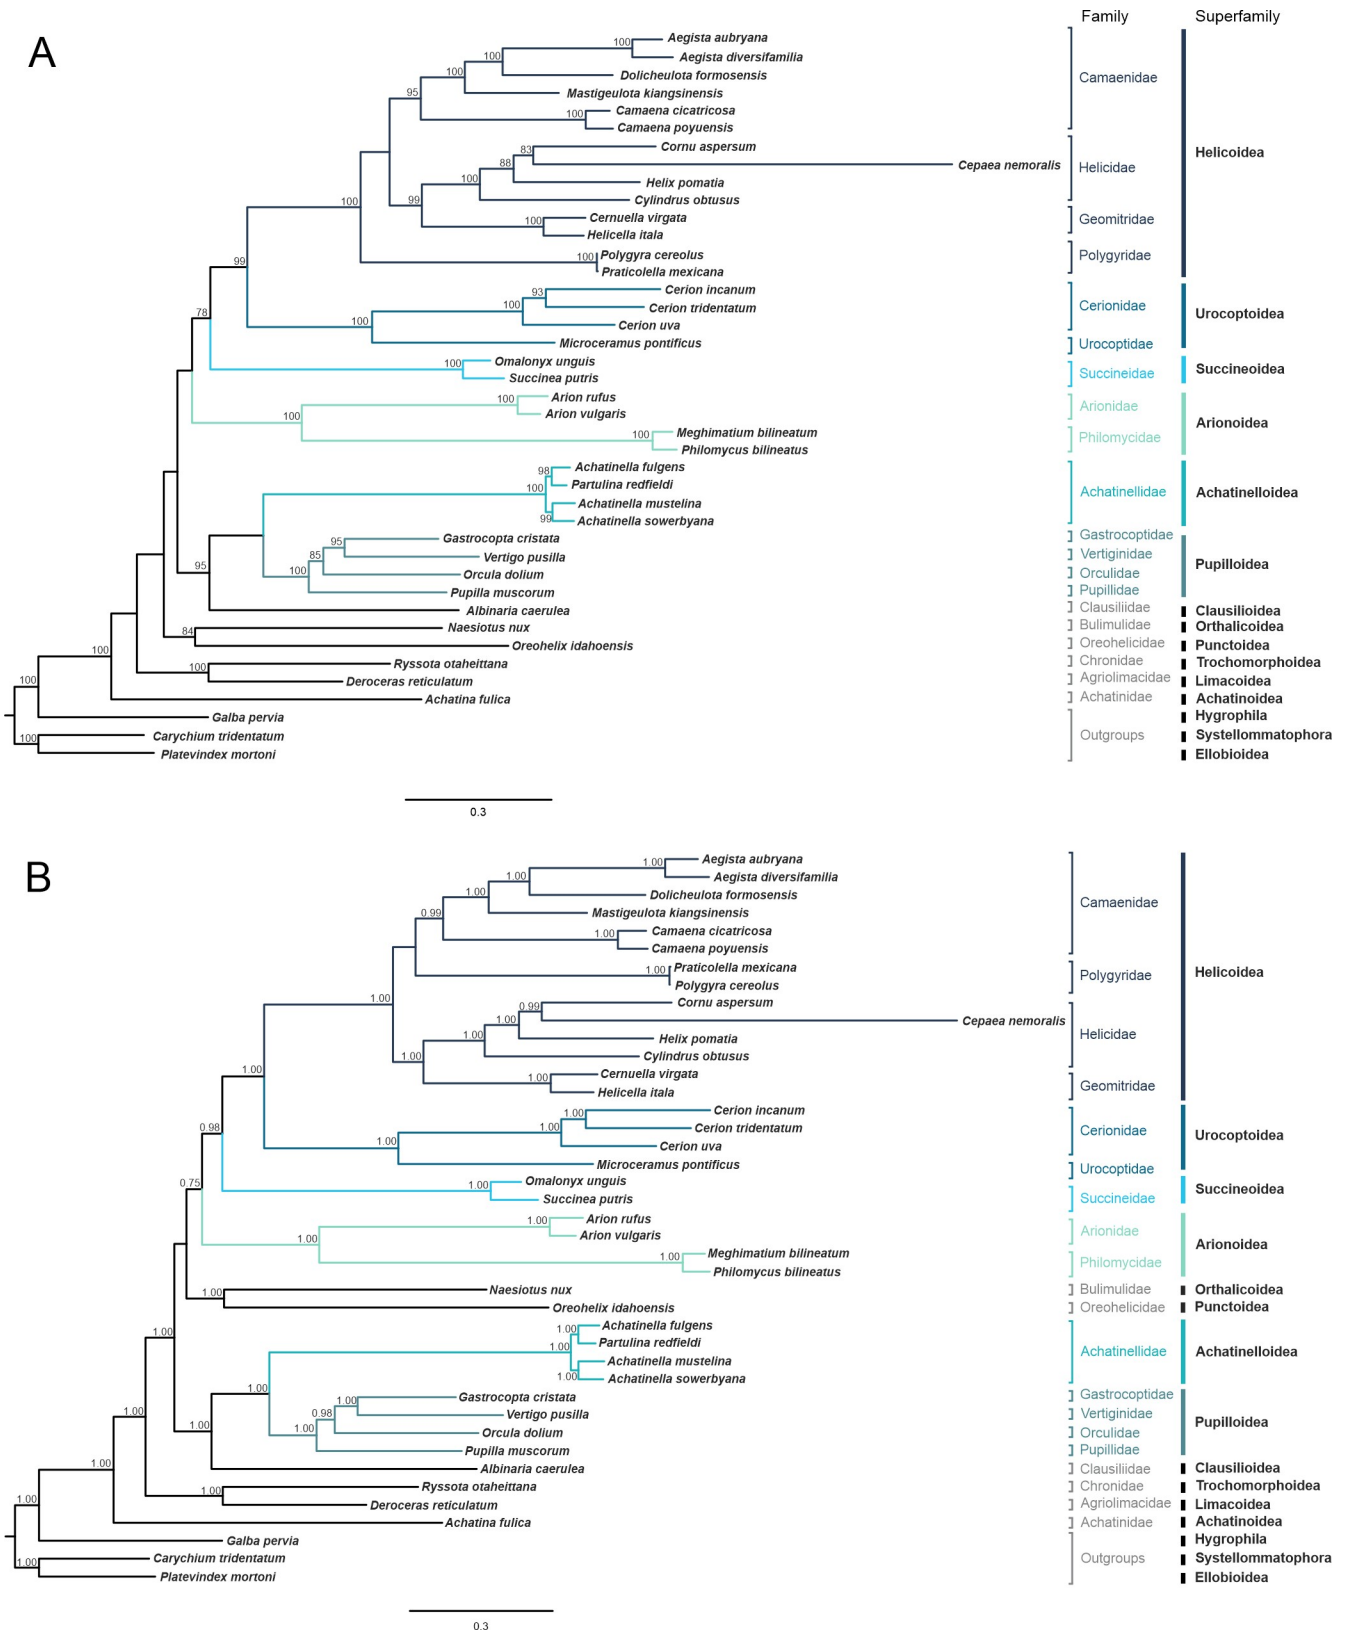 Family Superfamily
A
100 Aegista aubryana
100 Aegista diversifamilia
100 Dolicheulota formosensis
Camaenidae
95 Mastigeulota kiangsinensis
100 Camaena cicatricosa
Camaena poyuensis
83 Cornu aspersum
Helicoidea
88 Cepaea nemoralis
Helicidae
100 Helix pomatia
99 Cylindrus obtusus
100
100 Cernuella virgata
Geomitridae
Helicella itala
100 Polygyra cereolus
Polygyridae
99 Praticolella mexicana
93 Cerion incanum
100 Cerion tridentatum
Cerionidae
78 Urocoptoidea
100 Cerion uva
Microceramus pontificus
Urocoptidae
100 Omalonyx unguis
Succineidae Succineoidea
Succinea putris
100 Arion rufus
Arionidae
100 Arion vulgaris
Arionoidea
100 Meghimatium bilineatum
Philomycidae
Philomycus bilineatus
98 Achatinella fulgens
100 Partulina redfieldi
Achatinellidae Achatinelloidea
Achatinella mustelina
99 Achatinella sowerbyana
95 Gastrocopta cristata
Gastrocoptidae
85 Vertigo pusilla
Vertiginidae
Pupilloidea
95 100 Orcula dolium
Orculidae
Pupilla muscorum
Pupillidae
Albinaria caerulea
Clausiliidae Clausilioidea
84 Naesiotus nux
Bulimulidae Orthalicoidea
Oreohelix idahoensis
Oreohelicidae Punctoidea
100 100 Ryssota otaheittana
Chronidae Trochomorphoidea
100 Deroceras reticulatum
Agriolimacidae Limacoidea
Achatina fulica
Achatinidae Achatinoidea
Galba pervia
Hygrophila
100 Carychium tridentatum
Outgroups Systellommatophora
Platevindex mortoni
Ellobioidea
0.3
B
1.00 Aegista aubryana
1.00 Aegista diversifamilia
1.00 Dolicheulota formosensis
Camaenidae
0.99 Mastigeulota kiangsinensis
1.00 Camaena cicatricosa
Camaena poyuensis
1.00 Praticolella mexicana
Polygyridae Helicoidea
Polygyra cereolus
1.00 0.99 Cornu aspersum
1.00 Cepaea nemoralis
Helicidae
1.00 Helix pomatia
1.00 Cylindrus obtusus
1.00 1.00 Cernuella virgata
Geomitridae
Helicella itala
1.00 Cerion incanum
0.98 1.00 Cerion tridentatum
Cerionidae Urocoptoidea
1.00 Cerion uva
Microceramus pontificus
Urocoptidae
0.75 1.00 Omalonyx unguis
Succineidae Succineoidea
Succinea putris
1.00 Arion rufus
Arionidae
1.00 Arion vulgaris
Arionoidea
1.00 Meghimatium bilineatum
Philomycidae
Philomycus bilineatus
1.00 Naesiotus nux
Bulimulidae Orthalicoidea
Oreohelix idahoensis
Oreohelicidae Punctoidea
1.00 1.00 Achatinella fulgens
1.00 Partulina redfieldi
Achatinellidae Achatinelloidea
Achatinella mustelina
1.00 Achatinella sowerbyana
1.00 1.00 Gastrocopta cristata
Gastrocoptidae
1.00 0.98 Vertigo pusilla
Vertiginidae Pupilloidea
1.00 1.00 Orcula dolium
Orculidae
Pupilla muscorum
Pupillidae
1.00 Albinaria caerulea
Clausiliidae Clausilioidea
1.00 Ryssota otaheittana
Chronidae Trochomorphoidea
1.00 Deroceras reticulatum
Agriolimacidae Limacoidea
Achatina fulica
Achatinidae Achatinoidea
Galba pervia
Hygrophila
1.00 Carychium tridentatum
Outgroups Systellommatophora
Platevindex mortoni
Ellobioidea
0.3